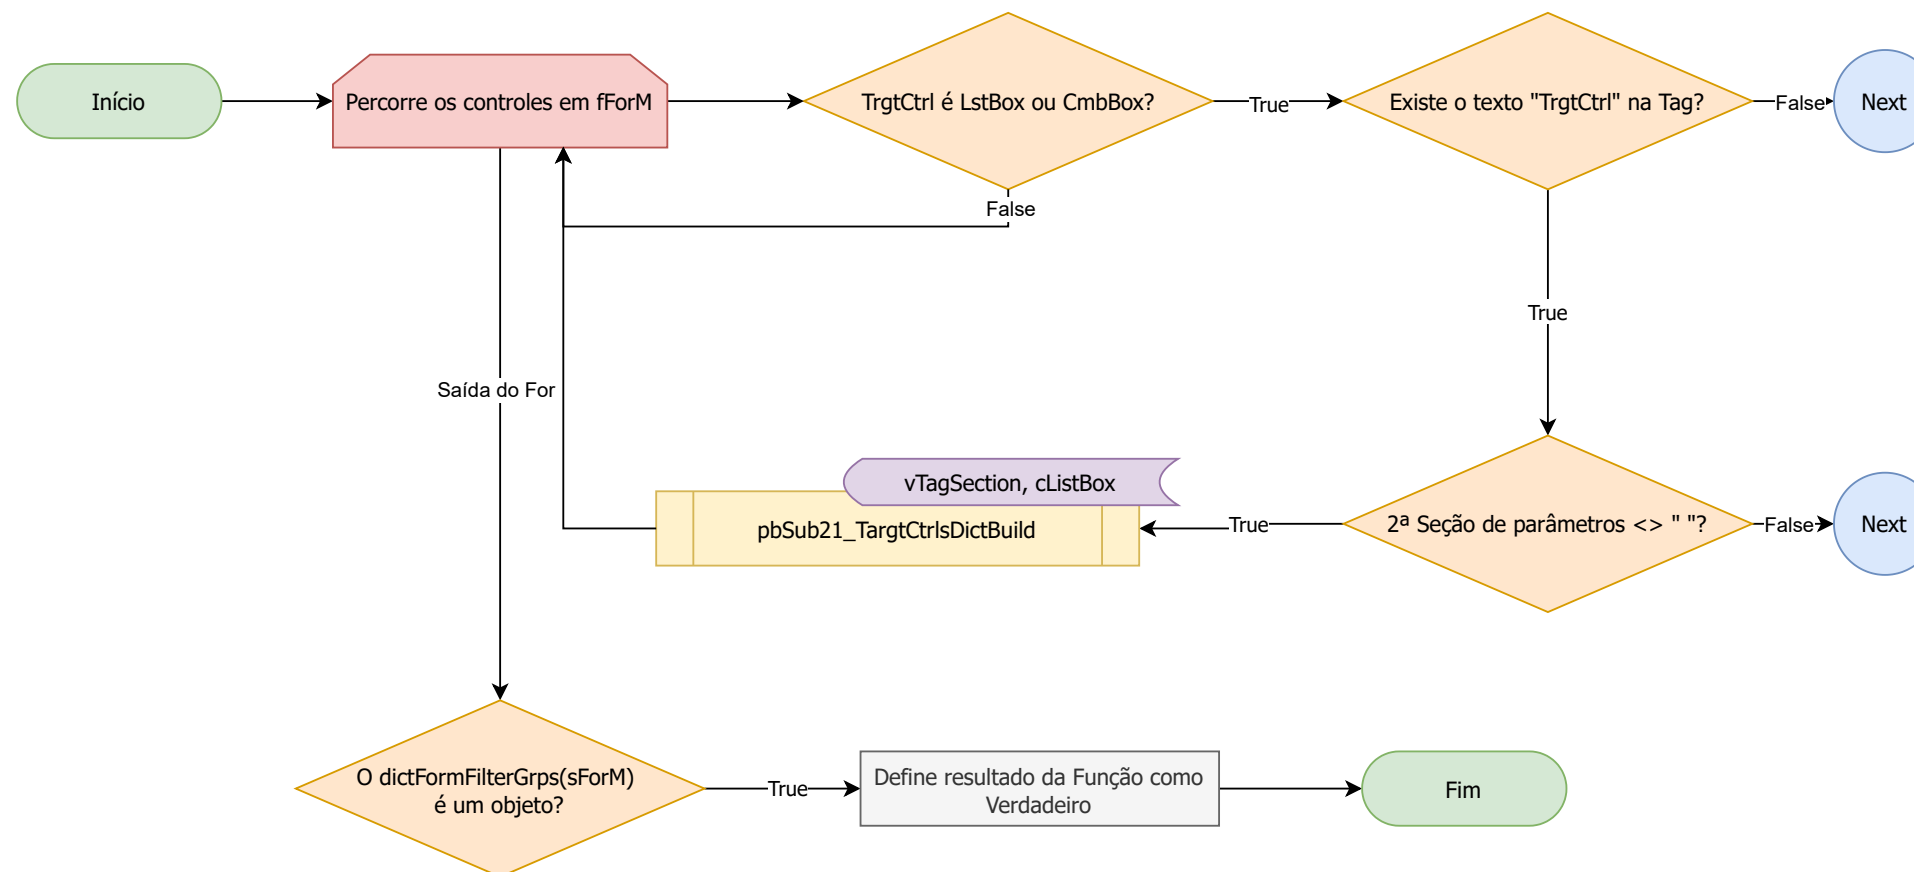 Início
Percorre os controles em fForM
TrgtCtrl é LstBox ou CmbBox?
True
Existe o texto "TrgtCtrl" na Tag?
False
Next
False
True
Saída do For
vTagSection, cListBox
pbSub21_TargtCtrlsDictBuild
True
2ª Seção de parâmetros <> " "?
False
Next
O dictFormFilterGrps(sForM)
é um objeto?
True
Define resultado da Função como
Verdadeiro
Fim